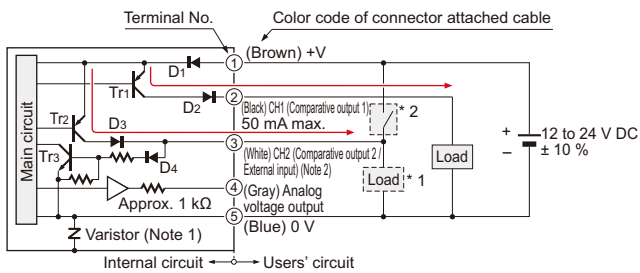 Terminal No.
Color code of connector attached cable
(Brown) +V
1
D1
Tr1
2
D2
(Black) CH1 (Comparative output 1)
50 mA max.
* 2
Main circuit
Tr2
D3
3
(White) CH2 (Comparative output 2 /
External input) (Note 2)
Tr3
D4
Load
* 1
Load
+
−
12 to 24 V DC
± 10 %
4
(Gray) Analog
voltage output
Approx. 1 kΩ
5
(Blue) 0 V
Varistor (Note 1)
Internal circuit
Users' circuit